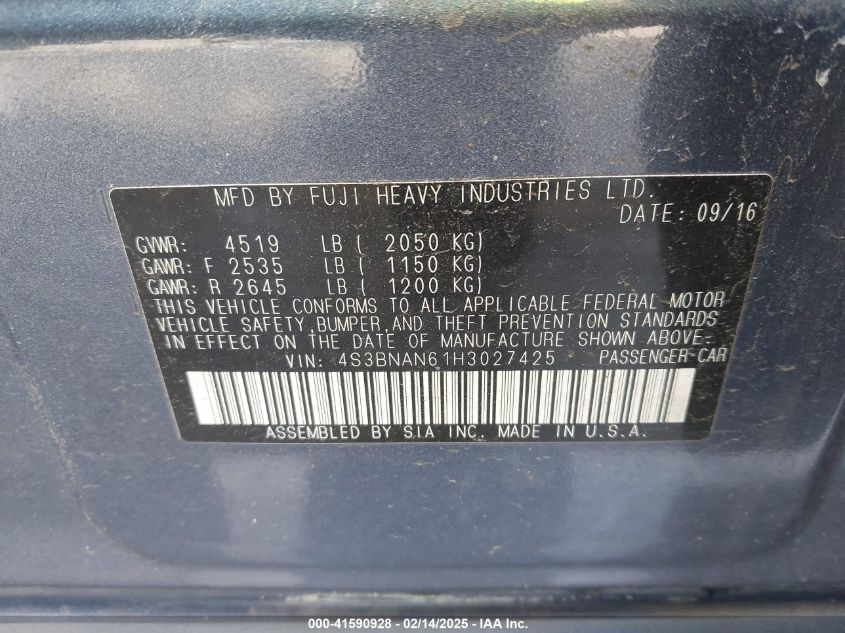 MFD BY FUJI HEAVY INDUSTRIES LTD.
DATE: 09/16
GVWR: 4519 LB ( 2050 KG)
GAWR: F 2535 LB ( 1150 KG)
GAWR: R 2645 LB ( 1200 KG)
THIS VEHICLE CONFORMS TO ALL APPLICABLE FEDERAL MOTOR
VEHICLE SAFETY, BUMPER, AND THEFT PREVENTION STANDARDS
IN EFFECT ON THE DATE OF MANUFACTURE SHOWN ABOVE.
VIN: 4S3BNAN61H3027425 PASSENGER CAR
ASSEMBLED BY SIA INC. MADE IN U.S.A.
000-41590928 - 02/14/2025 - © IAA Inc.